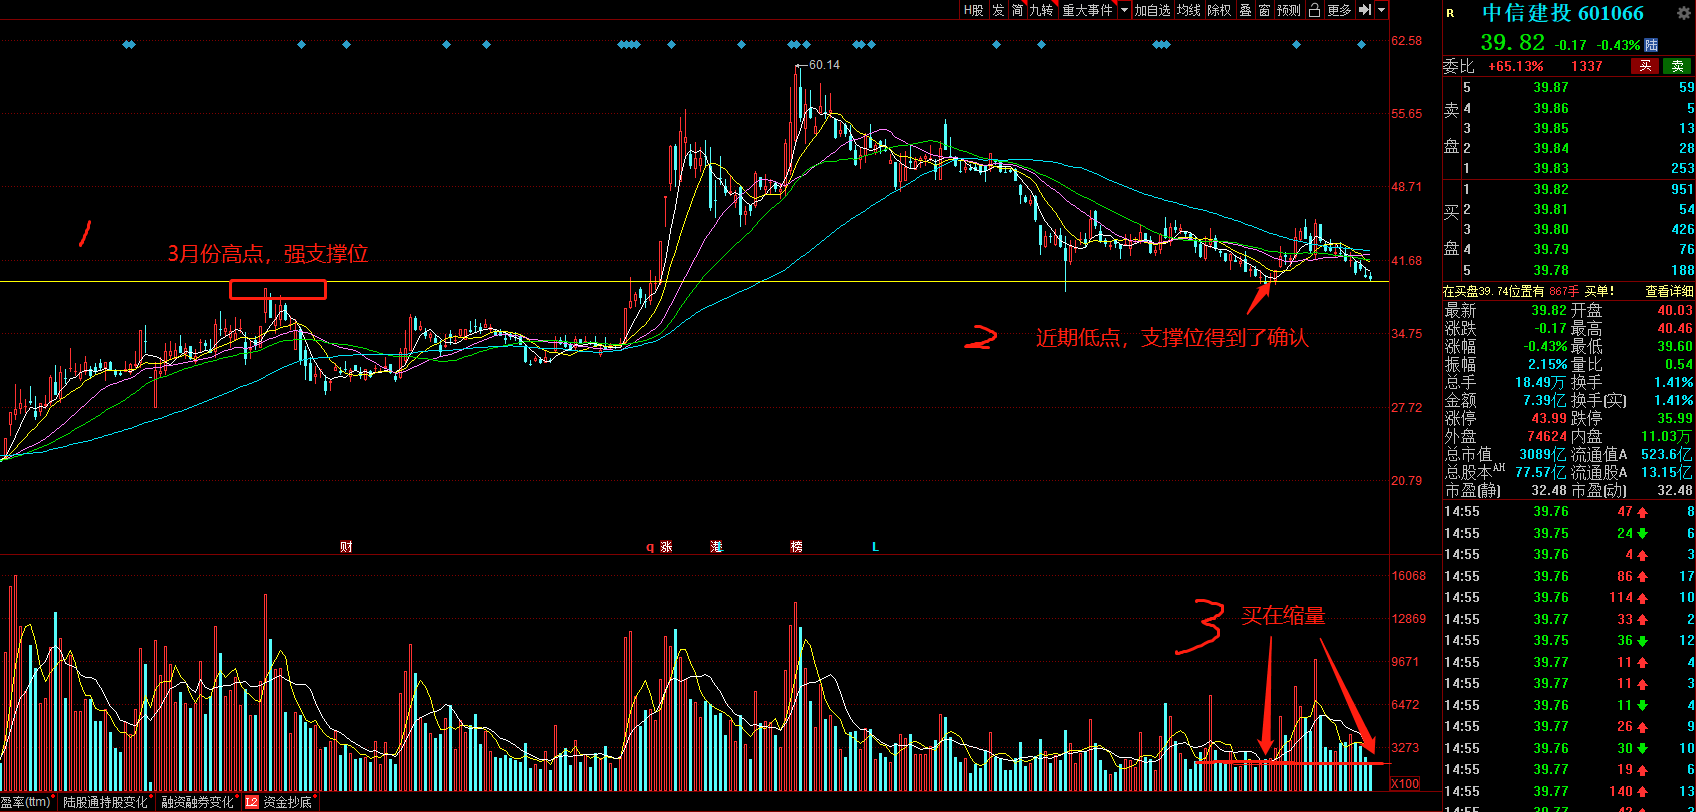 H股 发 简 九转 重大事件 加自选 均线 除权 叠 窗 预测 更多
R 中信建投 601066
39.82 -0.17 -0.43% 陆
委比 +65.13% 1337 买 卖
卖盘
5 39.87 59
4 39.86 5
3 39.85 13
2 39.84 28
1 39.83 253
买盘
1 39.82 951
2 39.81 54
3 39.80 426
4 39.79 76
5 39.78 188
在买盘39.74位置有 867手 买单! 查看详细
最新 39.82 开盘 40.03
涨跌 -0.17 最高 40.46
涨幅 -0.43% 最低 39.60
振幅 2.15% 量比 0.54
总手 18.49万 换手 1.41%
金额 7.39亿 换手(实) 1.41%
涨停 43.99 跌停 35.99
外盘 74624 内盘 11.03万
总市值 3089亿 流通值A 523.6亿
总股本AH 77.57亿 流通股A 13.15亿
市盈(静) 32.48 市盈(动) 32.48
14:55 39.76 47 8
14:55 39.75 24 6
14:55 39.76 4 3
14:55 39.76 86 17
14:55 39.76 114 10
14:55 39.77 33 2
14:55 39.75 36 12
14:55 39.77 11 4
14:55 39.77 11 3
14:55 39.77 11 4
14:55 39.77 26 9
14:55 39.76 30 10
14:55 39.77 19 6
14:55 39.77 140 13
62.58
60.14
55.65
48.71
41.68
34.75
27.72
20.79
1
3月份高点，强支撑位
2
近期低点，支撑位得到了确认
财 q 涨 港 榜 L
16068
12869
9671
6472
3273
X100
3
买在缩量
盈率(ttm) 陆股通持股变化 融资融券变化 L2 资金抄底